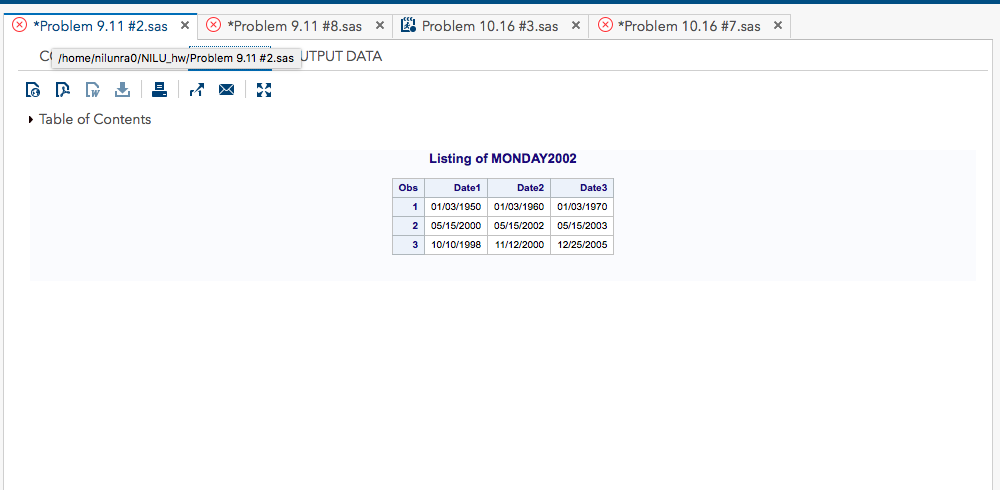 *Problem 9.11 #2.sas × *Problem 9.11 #8.sas × Problem 10.16 #3.sas × *Problem 10.16 #7.sas ×
/home/nilunra0/NILU_hw/Problem 9.11 #2.sas UTPUT DATA
Table of Contents
Listing of MONDAY2002
Obs Date1 Date2 Date3
1 01/03/1950 01/03/1960 01/03/1970
2 05/15/2000 05/15/2002 05/15/2003
3 10/10/1998 11/12/2000 12/25/2005